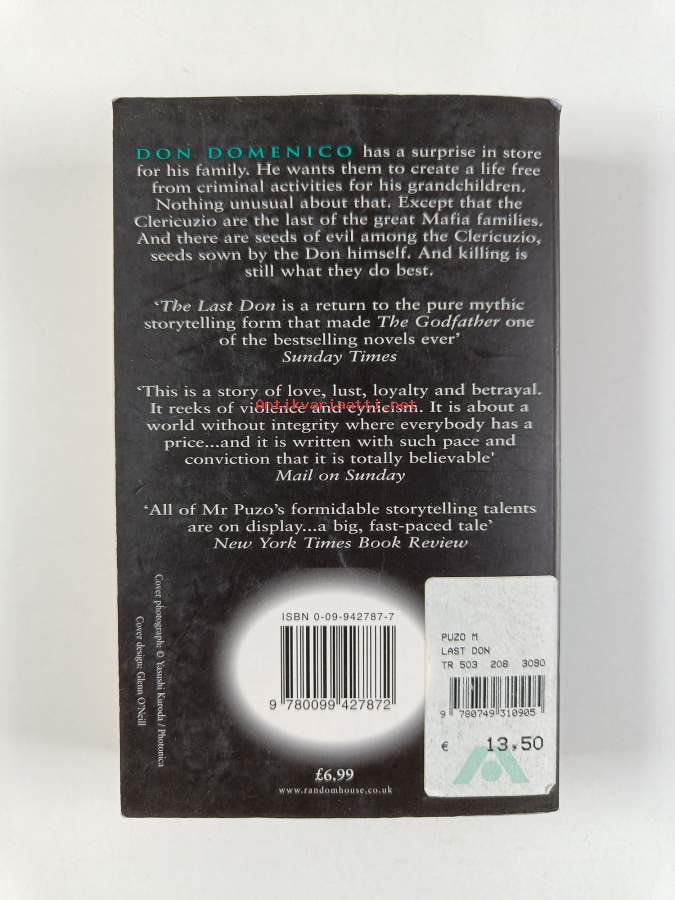 DON DOMENICO has a surprise in store
for his family. He wants them to create a life free
from criminal activities for his grandchildren.
Nothing unusual about that. Except that the
Clericuzio are the last of the great Mafia families.
And there are seeds of evil among the Clericuzio,
seeds sown by the Don himself. And killing is
still what they do best.
‘The Last Don is a return to the pure mythic
storytelling form that made The Godfather one
of the bestselling novels ever’
Sunday Times
‘This is a story of love, lust, loyalty and betrayal.
Antikvariaatti.net
It reeks of violence and cynicism. It is about a
world without integrity where everybody has a
price...and it is written with such pace and
conviction that it is totally believable'
Mail on Sunday
‘All of Mr Puzo’s formidable storytelling talents
are on display...a big, fast-paced tale’
New York Times Book Review
Cover photograph: © Yasushi Kuroda / Photonica
Cover design: Glenn O'Neill
ISBN 0-09-942787-7
9 780099 427872
£6.99
www.randomhouse.co.uk
PUZO M
LAST DON
TR 503 208 3090
9 780749 310905
€ 13,50